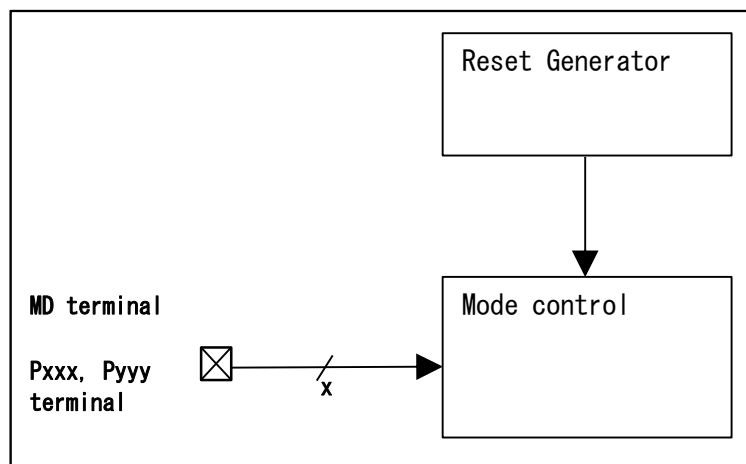 Reset Generator
MD terminal
Mode control
Pxxx, Pyyy
terminal
x